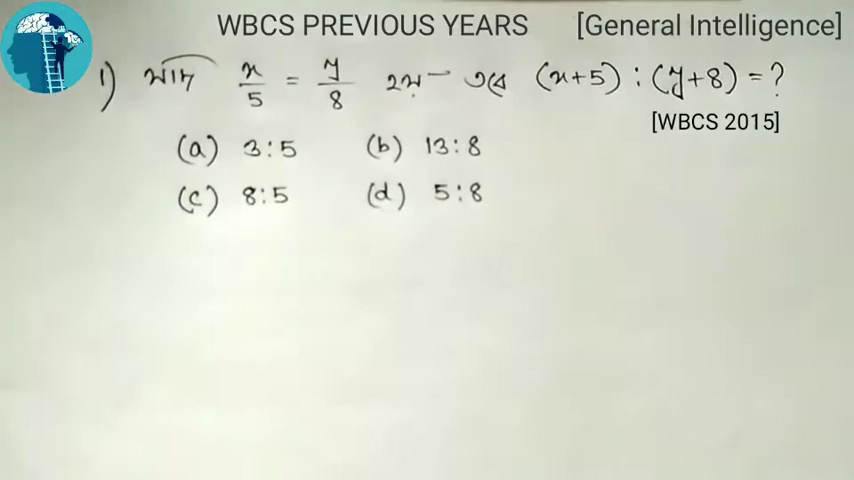 WBCS PREVIOUS YEARS [General Intelligence]
১) যদি x/5 = y/8 হয় তবে (x+5) : (y+8) = ?
[WBCS 2015]
(a) 3:5 (b) 13:8
(c) 8:5 (d) 5:8